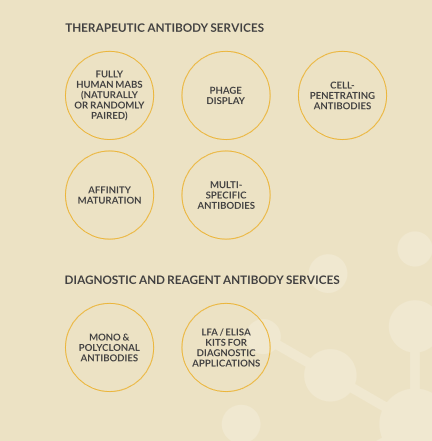 THERAPEUTIC ANTIBODY SERVICES
FULLY
HUMAN MABS
(NATURALLY
OR RANDOMLY
PAIRED)
PHAGE
DISPLAY
CELL-
PENETRATING
ANTIBODIES
AFFINITY
MATURATION
MULTI-
SPECIFIC
ANTIBODIES
DIAGNOSTIC AND REAGENT ANTIBODY SERVICES
MONO &
POLYCLONAL
ANTIBODIES
LFA / ELISA
KITS FOR
DIAGNOSTIC
APPLICATIONS